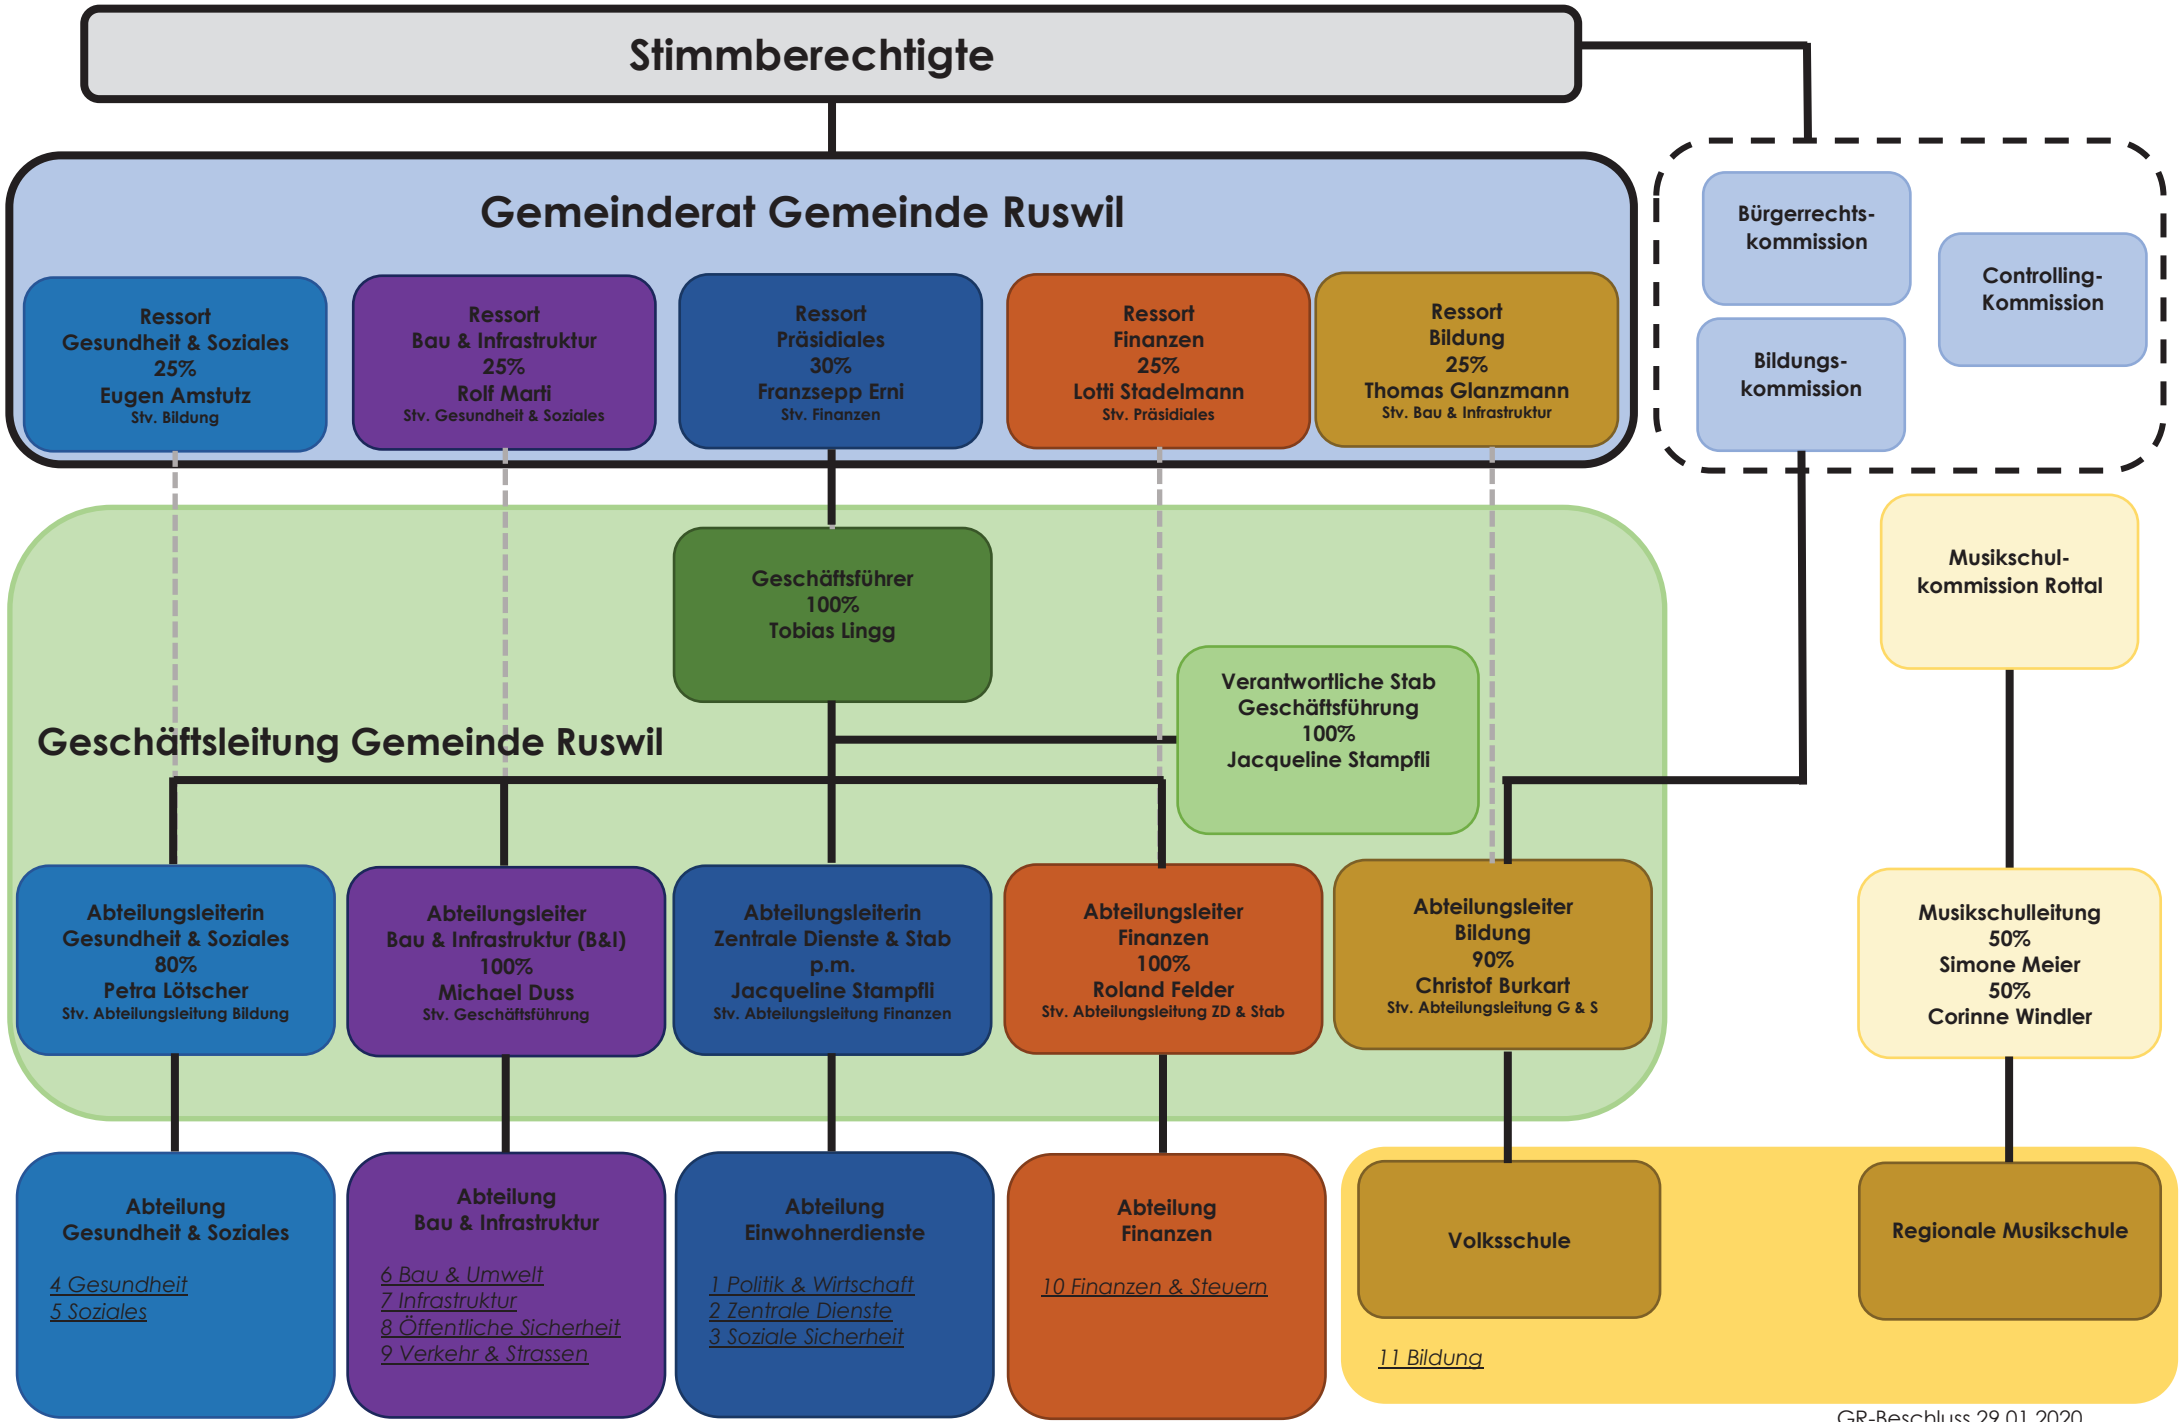 Stimmberechtigte
Gemeinderat Gemeinde Ruswil
Ressort
Gesundheit & Soziales
25%
Eugen Amstutz
Stv. Bildung
Ressort
Bau & Infrastruktur
25%
Rolf Marti
Stv. Gesundheit & Soziales
Ressort
Präsidiales
30%
Franzsepp Erni
Stv. Finanzen
Ressort
Finanzen
25%
Lotti Stadelmann
Stv. Präsidiales
Ressort
Bildung
25%
Thomas Glanzmann
Stv. Bau & Infrastruktur
Bürgerrechts-
kommission
Controlling-
Kommission
Bildungs-
kommission
Musikschul-
kommission Rottal
Geschäftsführer
100%
Tobias Lingg
Verantwortliche Stab
Geschäftsführung
100%
Jacqueline Stampfli
Geschäftsleitung Gemeinde Ruswil
Abteilungsleiterin
Gesundheit & Soziales
80%
Petra Lötscher
Stv. Abteilungsleitung Bildung
Abteilungsleiter
Bau & Infrastruktur (B&I)
100%
Michael Duss
Stv. Geschäftsführung
Abteilungsleiterin
Zentrale Dienste & Stab
p.m.
Jacqueline Stampfli
Stv. Abteilungsleitung Finanzen
Abteilungsleiter
Finanzen
100%
Roland Felder
Stv. Abteilungsleitung ZD & Stab
Abteilungsleiter
Bildung
90%
Christof Burkart
Stv. Abteilungsleitung G & S
Musikschulleitung
50%
Simone Meier
50%
Corinne Windler
Abteilung
Gesundheit & Soziales
4 Gesundheit
5 Soziales
Abteilung
Bau & Infrastruktur
6 Bau & Umwelt
7 Infrastruktur
8 Öffentliche Sicherheit
9 Verkehr & Strassen
Abteilung
Einwohnerdienste
1 Politik & Wirtschaft
2 Zentrale Dienste
3 Soziale Sicherheit
Abteilung
Finanzen
10 Finanzen & Steuern
Volksschule
Regionale Musikschule
11 Bildung
GR-Beschluss 29.01.2020